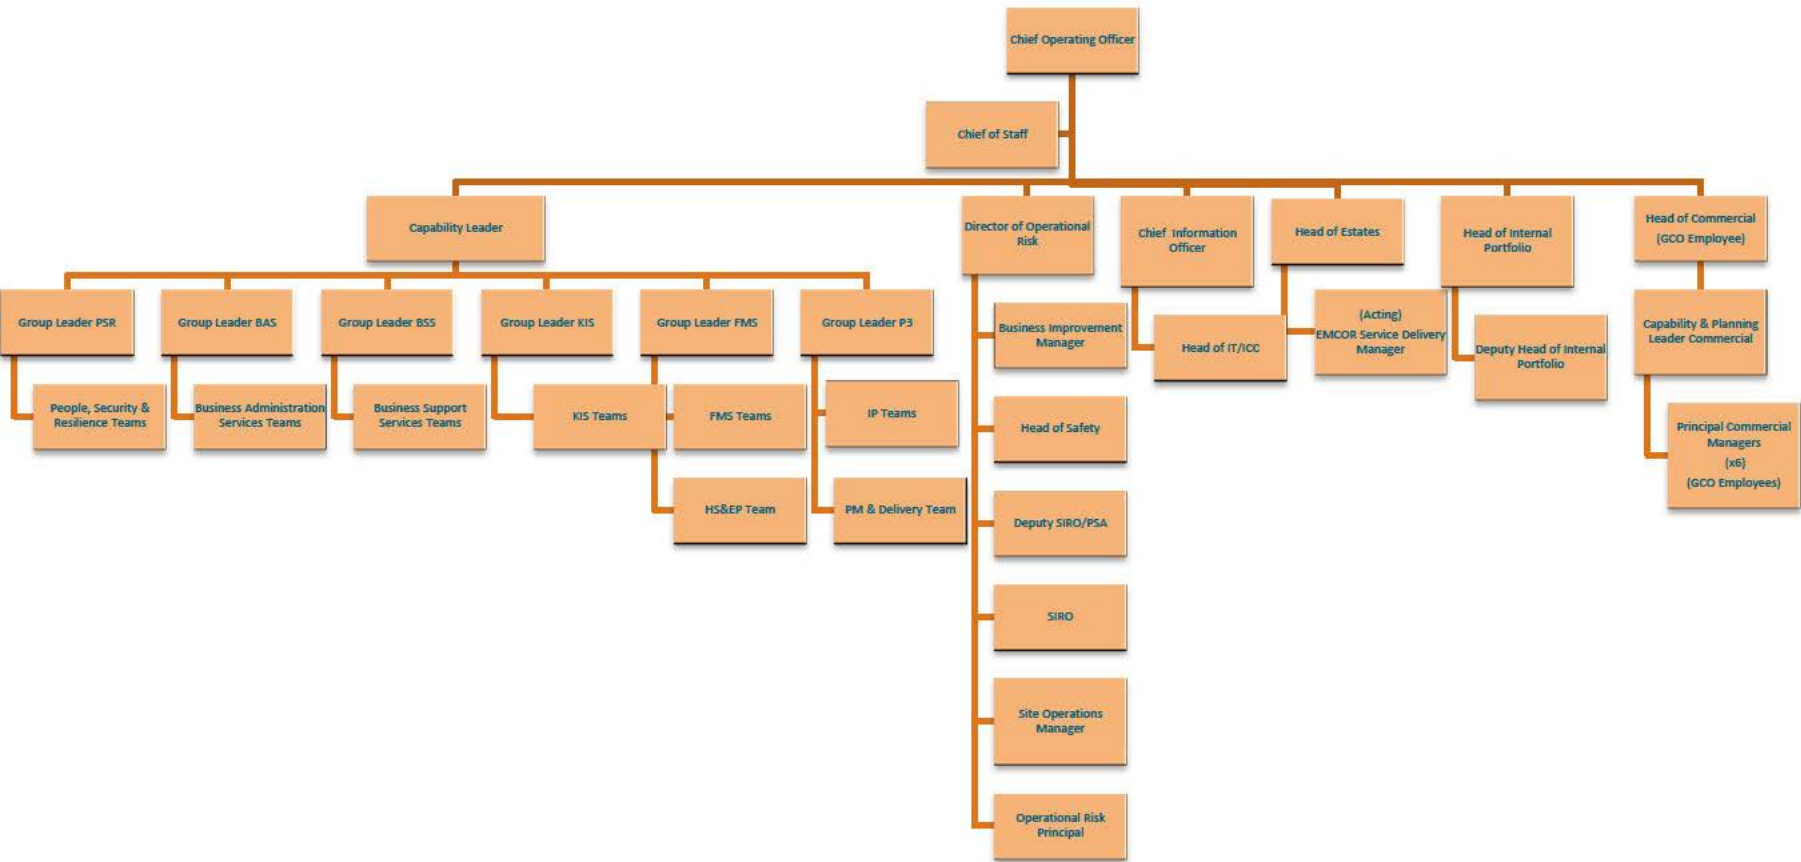 Chief Operating Officer
Chief of Staff
Capability Leader
Director of Operational
Risk
Chief Information
Officer
Head of Estates
Head of Internal
Portfolio
Head of Commercial
(GCO Employee)
Group Leader PSR
Group Leader BAS
Group Leader BSS
Group Leader KIS
Group Leader FMS
Group Leader P3
People, Security &
Resilience Teams
Business Administration
Services Teams
Business Support
Services Teams
KIS Teams
FMS Teams
HS&EP Team
IP Teams
PM & Delivery Team
Business Improvement
Manager
Head of Safety
Deputy SIRO/PSA
SIRO
Site Operations
Manager
Operational Risk
Principal
Head of IT/ICC
(Acting)
EMCOR Service Delivery
Manager
Deputy Head of Internal
Portfolio
Capability & Planning
Leader Commercial
Principal Commercial
Managers
(x6)
(GCO Employees)